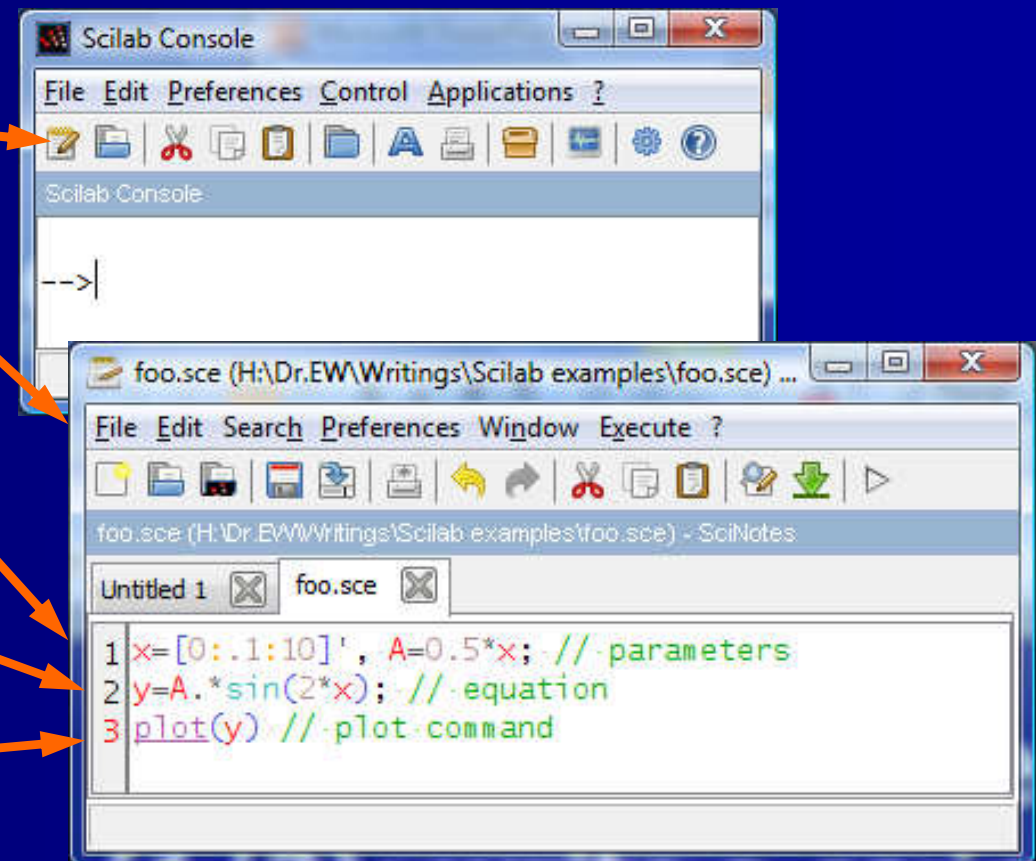 Scilab Console
File Edit Preferences Control Applications ?
Scilab Console
-->
foo.sce (H:\Dr.EW\Writings\Scilab examples\foo.sce) ...
File Edit Search Preferences Window Execute ?
foo.sce (H:\Dr.EW\Writings\Scilab examples\foo.sce) - SciNotes
Untitled 1 foo.sce
1 x=[0:.1:10]', A=0.5*x; // parameters
2 y=A.*sin(2*x); // equation
3 plot(y) // plot command